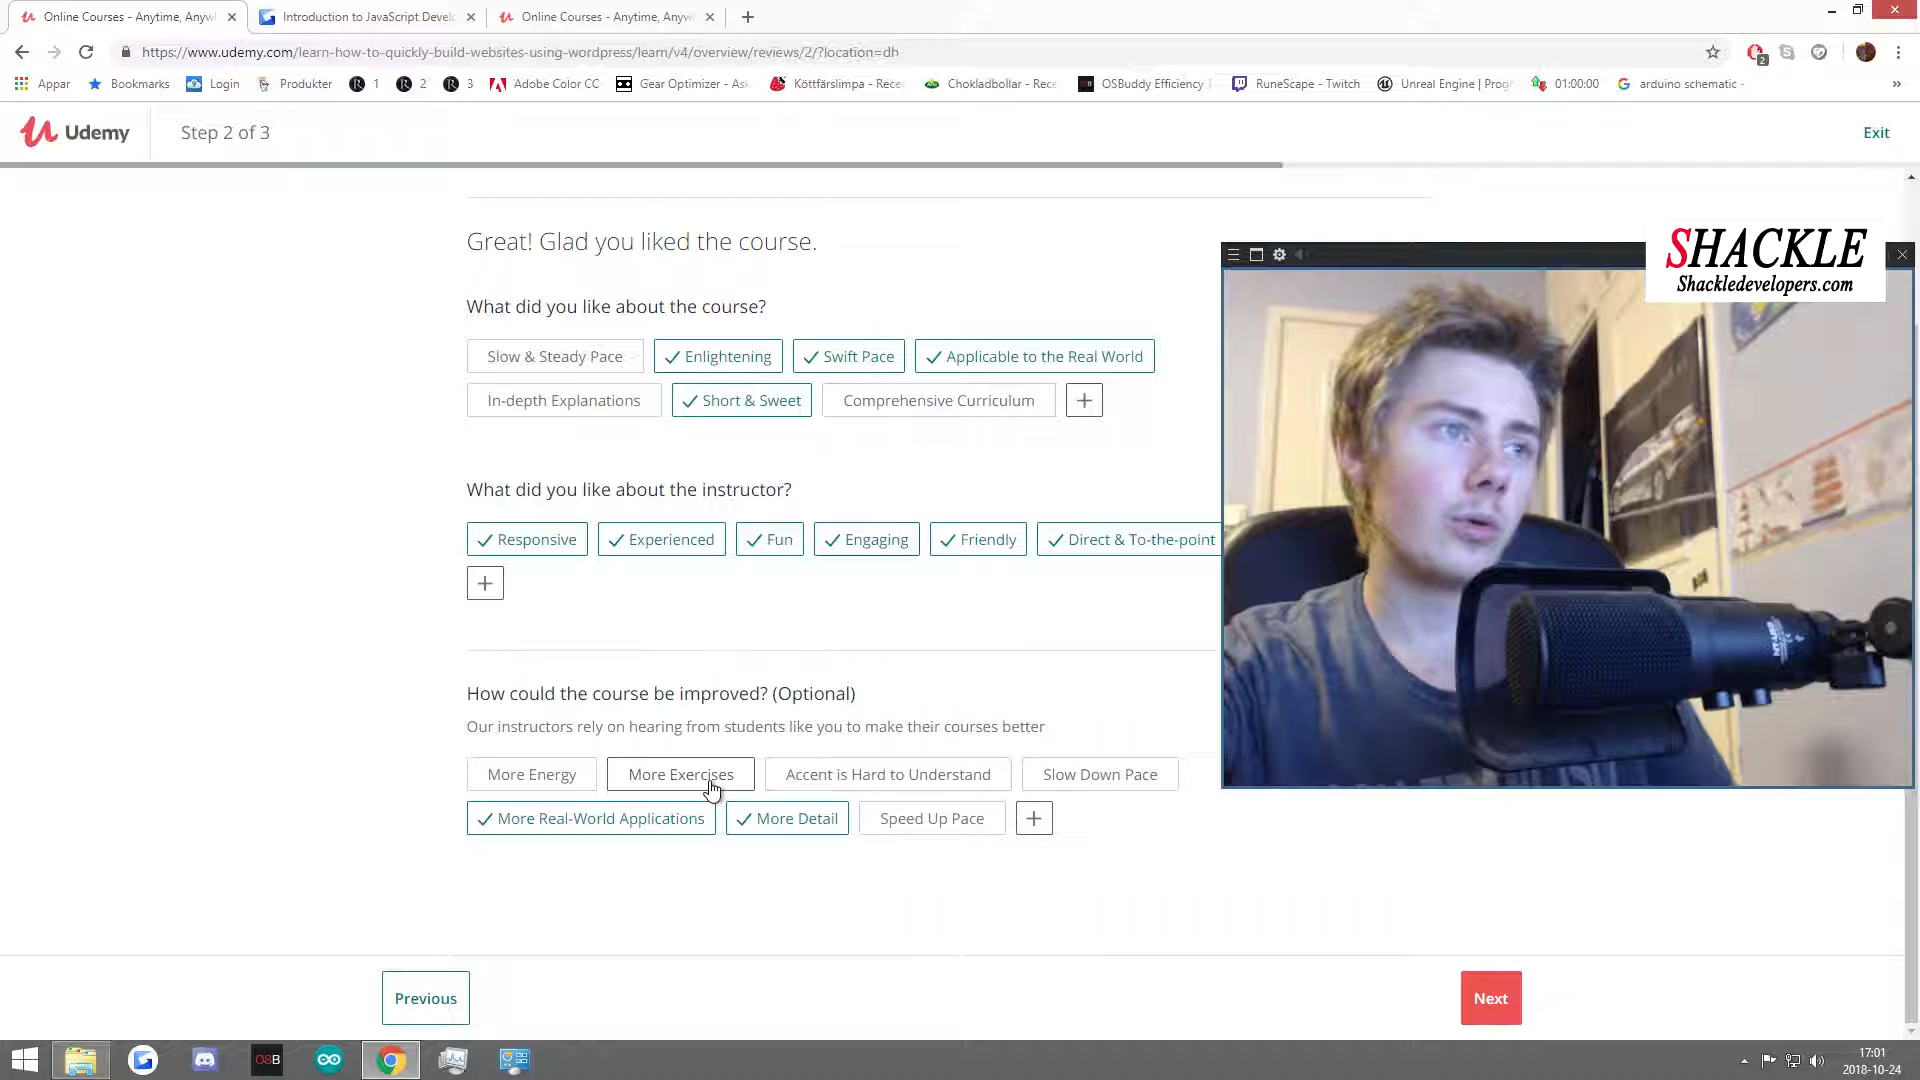 Online Courses - Anytime, Anywh
Introduction to JavaScript Develo
Online Courses - Anytime, Anyw
https://www.udemy.com/learn-how-to-quickly-build-websites-using-wordpress/learn/v4/overview/reviews/2/?location=dh
2
Appar
Bookmarks
Login
Produkter
1
2
3
Adobe Color CC
Gear Optimizer - Ask
Köttfärslimpa - Rece
Chokladbollar - Rece
OSBuddy Efficiency T
RuneScape - Twitch
Unreal Engine | Prog
01:00:00
arduino schematic -
Udemy
Step 2 of 3
Exit
Great! Glad you liked the course.
SHACKLE
Shackledevelopers.com
What did you like about the course?
Slow & Steady Pace
Enlightening
Swift Pace
Applicable to the Real World
In-depth Explanations
Short & Sweet
Comprehensive Curriculum
What did you like about the instructor?
Responsive
Experienced
Fun
Engaging
Friendly
Direct & To-the-point
How could the course be improved? (Optional)
Our instructors rely on hearing from students like you to make their courses better
More Energy
More Exercises
Accent is Hard to Understand
Slow Down Pace
More Real-World Applications
More Detail
Speed Up Pace
Previous
Next
OSB
17:01
2018-10-24